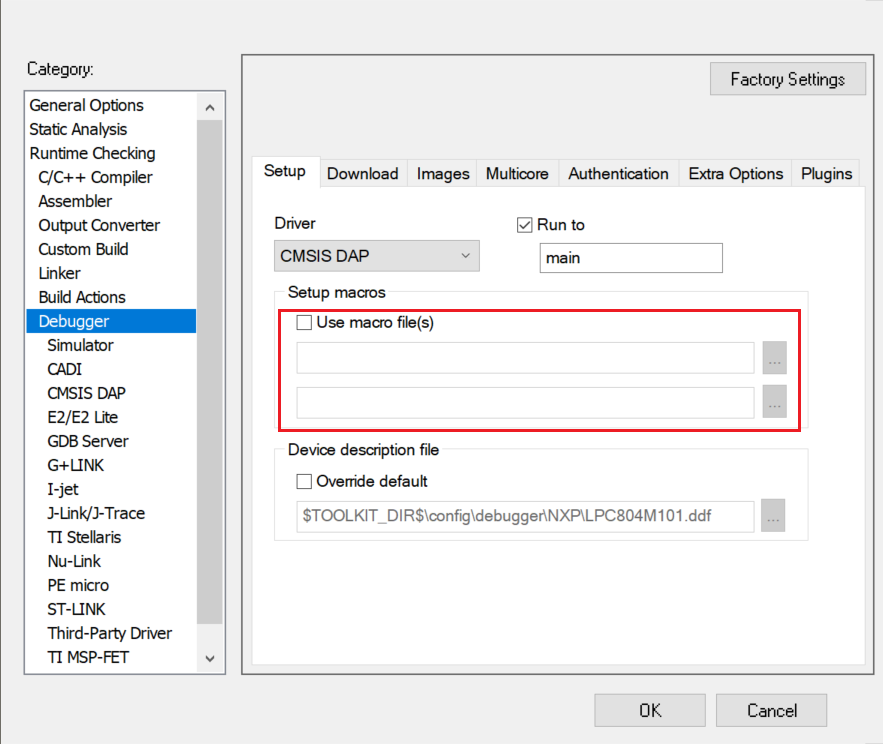 Category:
General Options
Static Analysis
Runtime Checking
C/C++ Compiler
Assembler
Output Converter
Custom Build
Linker
Build Actions
Debugger
Simulator
CADI
CMSIS DAP
E2/E2 Lite
GDB Server
G+LINK
I-jet
J-Link/J-Trace
TI Stellaris
Nu-Link
PE micro
ST-LINK
Third-Party Driver
TI MSP-FET
Factory Settings
Setup Download Images Multicore Authentication Extra Options Plugins
Driver
CMSIS DAP
Run to
main
Setup macros
Use macro file(s)
...
...
Device description file
Override default
$TOOLKIT_DIR$\config\debugger\NXP\LPC804M101.ddf
...
OK Cancel